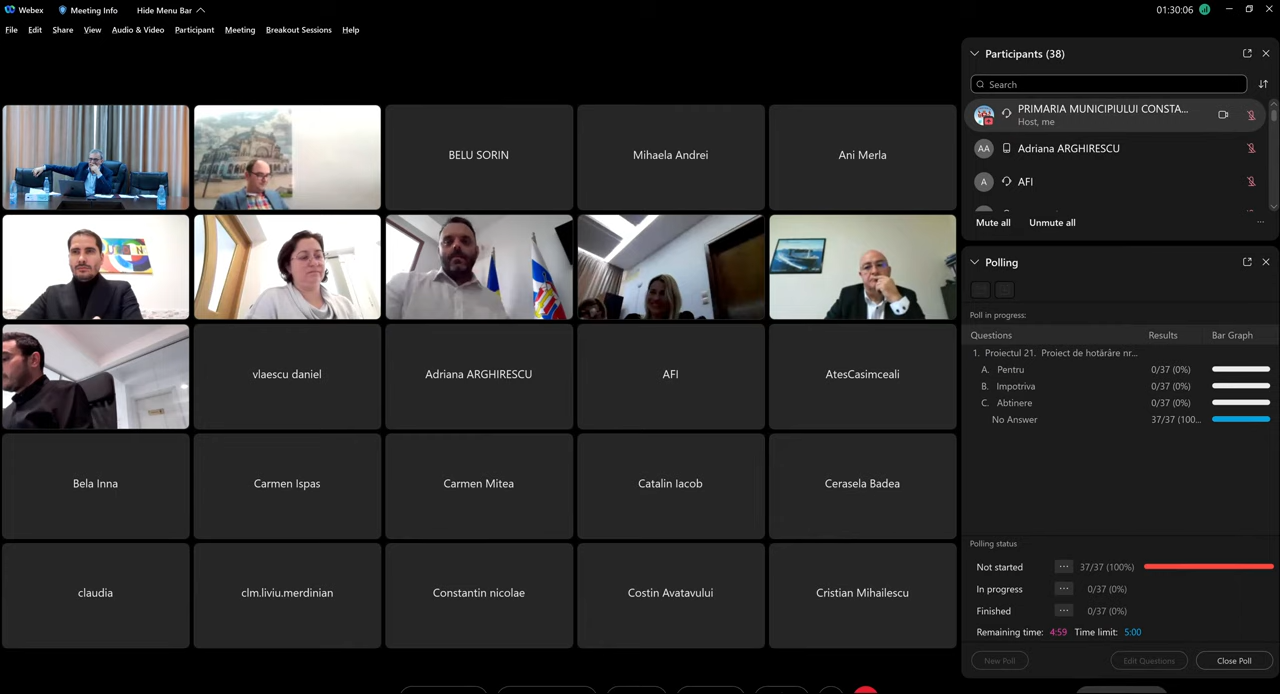 Webex Meeting Info Hide Menu Bar 01:30:06
File Edit Share View Audio & Video Participant Meeting Breakout Sessions Help
Participants (38)
Search
PRIMARIA MUNICIPIULUI CONSTA...
Host, me
AA Adriana ARGHIRESCU
A AFI
Mute all Unmute all ...
BELU SORIN
Mihaela Andrei
Ani Merla
vlaescu daniel
Adriana ARGHIRESCU
AFI
AtesCasimceali
Bela Inna
Carmen Ispas
Carmen Mitea
Catalin Iacob
Cerasela Badea
claudia
clm.liviu.merdinian
Constantin nicolae
Costin Avatavului
Cristian Mihailescu
Polling
Poll in progress:
Questions Results Bar Graph
1. Proiectul 21. Proiect de hotărâre nr...
A. Pentru 0/37 (0%)
B. Impotriva 0/37 (0%)
C. Abtinere 0/37 (0%)
No Answer 37/37 (100...
Polling status
Not started ... 37/37 (100%)
In progress ... 0/37 (0%)
Finished ... 0/37 (0%)
Remaining time: 4:59 Time limit: 5:00
New Poll Edit Questions Close Poll